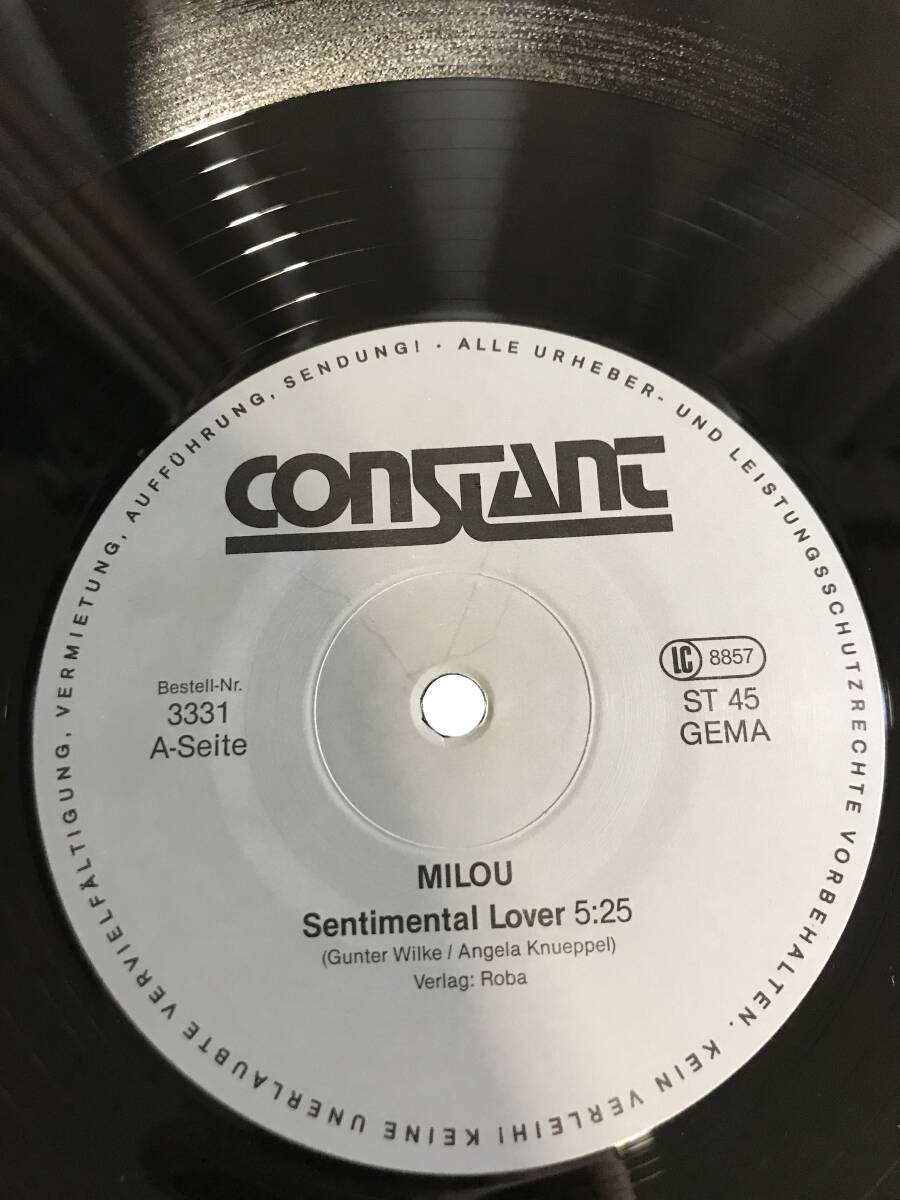 ALLE URHEBER- UND LEISTUNGSSCHUTZRECHTE VORBEHALTEN. KEIN VERLEIH! KEINE UNERLAUBTE VERVIELFÄLTIGUNG, VERMIETUNG, AUFFÜHRUNG, SENDUNG! ·
CONSTANT
Bestell-Nr.
3331
A-Seite
LC 8857
ST 45
GEMA
MILOU
Sentimental Lover 5:25
(Gunter Wilke / Angela Knueppel)
Verlag: Roba